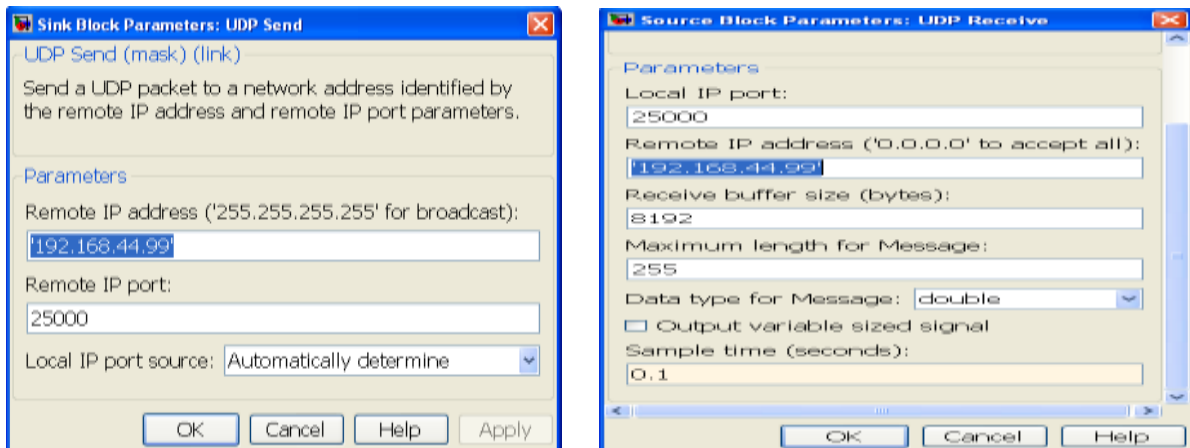 Sink Block Parameters: UDP Send
UDP Send (mask) (link)
Send a UDP packet to a network address identified by
the remote IP address and remote IP port parameters.
Parameters
Remote IP address ('255.255.255.255' for broadcast):
'192.168.44.99'
Remote IP port:
25000
Local IP port source: Automatically determine
OK Cancel Help Apply
Source Block Parameters: UDP Receive
Parameters
Local IP port:
25000
Remote IP address ('0.0.0.0' to accept all):
'192.168.44.99'
Receive buffer size (bytes):
8192
Maximum length for Message:
255
Data type for Message: double
Output variable sized signal
Sample time (seconds):
0.1
OK Cancel Help